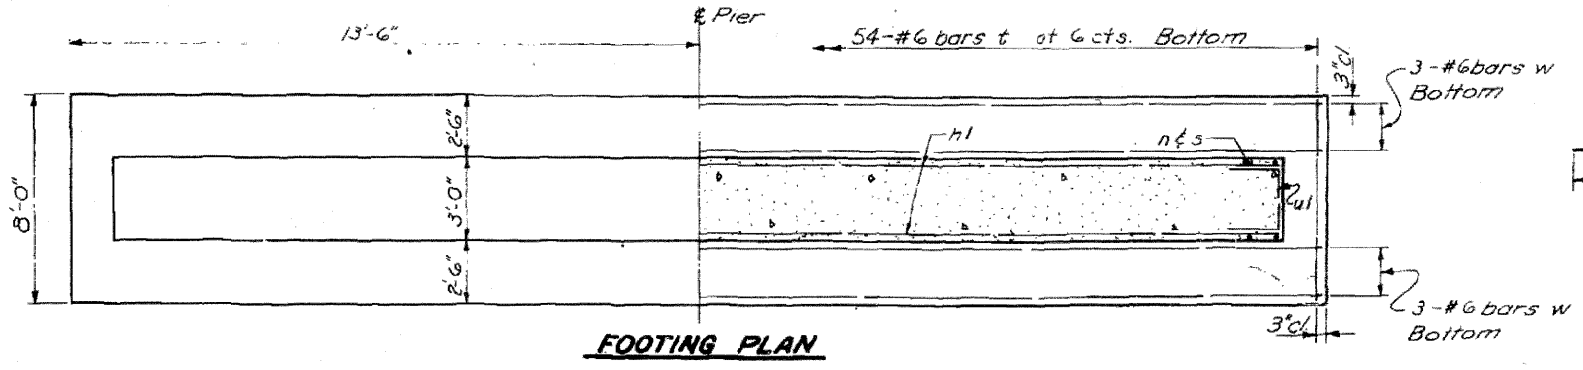 ℄ Pier
13'-6"
54-#6 bars t at 6 cts. Bottom
3" cl.
3-#6 bars w
Bottom
2'-6"
h1
n & s
8'-0"
3'-0"
u1
2'-6"
3-#6 bars w
Bottom
3" cl.
FOOTING PLAN